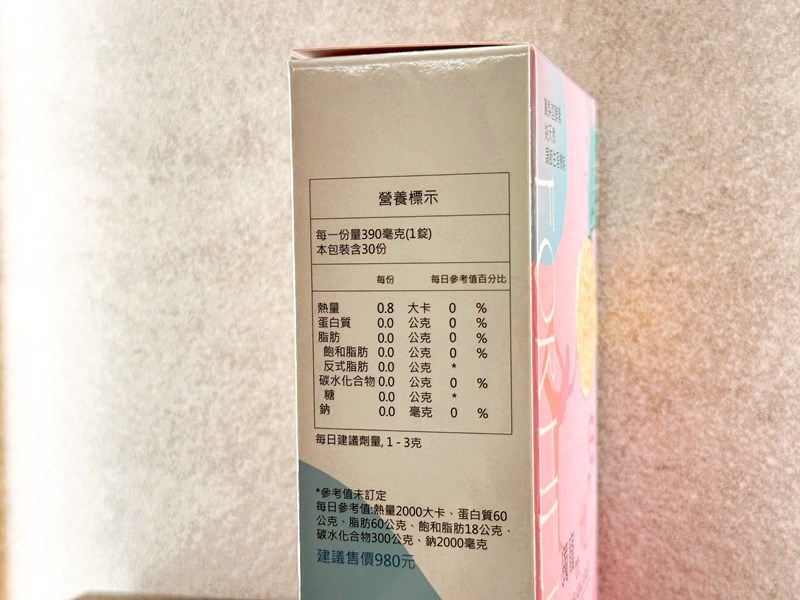 營養標示
每一份量390毫克(1錠)
本包裝含30份
每份 每日參考值百分比
熱量 0.8 大卡 0 %
蛋白質 0.0 公克 0 %
脂肪 0.0 公克 0 %
飽和脂肪 0.0 公克 0 %
反式脂肪 0.0 公克 *
碳水化合物 0.0 公克 0 %
糖 0.0 公克 *
鈉 0.0 毫克 0 %
每日建議劑量, 1 - 3克
*參考值未訂定
每日參考值:熱量2000大卡、蛋白質60
公克、脂肪60公克、飽和脂肪18公克、
碳水化合物300公克、鈉2000毫克
建議售價980元